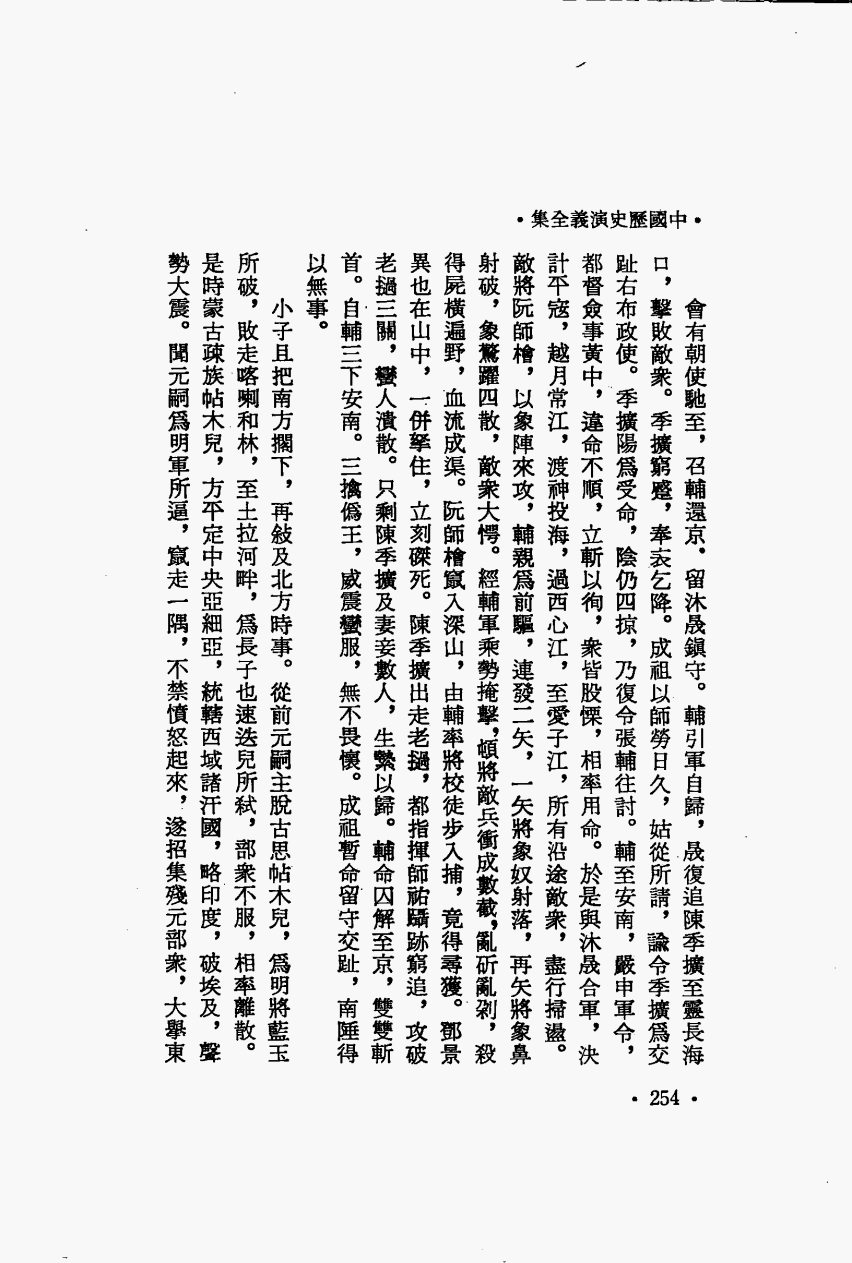 •中國歷史演義全集•
會有朝使馳至，召輔還京．留沐晟鎮守。輔引軍自歸，晟復追陳季擴至靈長海
口，擊敗敵衆。季擴窮蹙，奉表乞降。成祖以師勞日久，姑從所請，諭令季擴爲交
趾右布政使。季擴陽爲受命，陰仍四掠，乃復令張輔往討。輔至安南，嚴申軍令，
都督僉事黃中，違命不順，立斬以徇，衆皆股慄，相率用命。於是與沐晟合軍，決
計平寇，越月常江，渡神投海，過西心江，至愛子江，所有沿途敵衆，盡行掃盪。
敵將阮師檜，以象陣來攻，輔親爲前驅，連發二矢，一矢將象奴射落，再矢將象鼻
射破，象驚躍四散，敵衆大愕。經輔軍乘勢掩擊，頓將敵兵衝成數截，亂斫亂剁，殺
得屍橫遍野，血流成渠。阮師檜竄入深山，由輔率將校徒步入捕，竟得尋獲。鄧景
異也在山中，一併拏住，立刻磔死。陳季擴出走老撾，都指揮師祐躡跡窮追，攻破
老撾三關，蠻人潰散。只剩陳季擴及妻妾數人，生縶以歸。輔命囚解至京，雙雙斬
首。自輔三下安南。三擒僞王，威震蠻服，無不畏懷。成祖暫命留守交趾，南陲得
以無事。
小子且把南方擱下，再敍及北方時事。從前元嗣主脫古思帖木兒，爲明將藍玉
所破，敗走喀喇和林，至土拉河畔，爲長子也速迭兒所弒，部衆不服，相率離散。
是時蒙古疎族帖木兒，方平定中央亞細亞，統轄西域諸汗國，略印度，破埃及，聲
勢大震。聞元嗣爲明軍所逼，竄走一隅，不禁憤怒起來，遂招集殘元部衆，大擧東
•254•